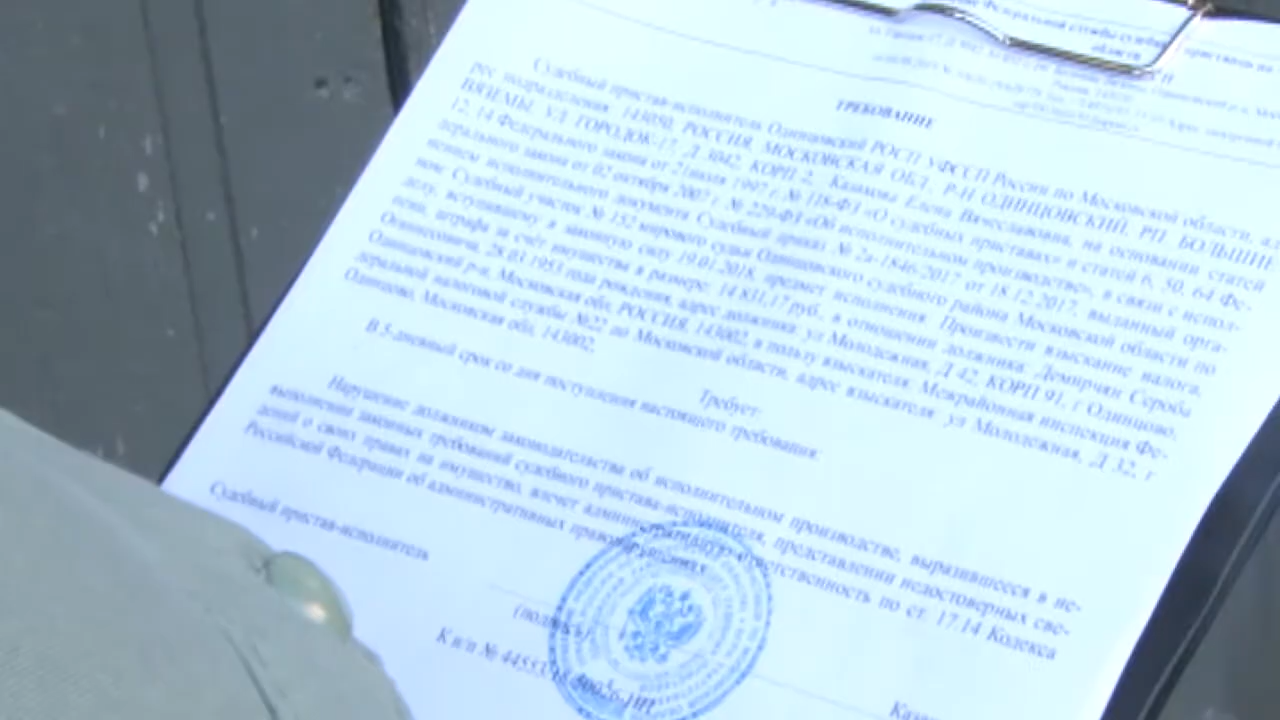 ТРЕБОВАНИЕ
Судебный пристав-исполнитель Одинцовский РОСП УФССП России по Московской области,
рес подразделения: 143050, РОССИЯ, МОСКОВСКАЯ ОБЛ., Р-Н ОДИНЦОВСКИЙ, РП. БОЛЬШИЕ
ВЯЗЕМЫ, УЛ. ГОРОДОК-17, Д 3042, КОРП 2, Казакова Елена Вячеславовна, на основании статей
12, 14 Федерального закона от 21июля 1997 г. № 118-ФЗ «О судебных приставах» и статей 6, 50, 64 Фе-
дерального закона от 02 октября 2007 г. № 229-ФЗ «Об исполнительном производстве», в связи с испол-
нением исполнительного документа Судебный приказ № 2а-1846/2017 от 18.12.2017, выданный орга-
ном: Судебный участок № 152 мирового судьи Одинцовского судебного района Московской области по
делу, вступившему в законную силу 19.01.2018, предмет исполнения: Произвести взыскание налога,
пени, штрафа за счёт имущества в размере: 14 831,17 руб., в отношении должника: Демирчян Серода
28.03.1953 года рождения, адрес должника: ул Молодежная, Д 42, КОРП 91, г Одинцово,
Одинцовский р-н, Московская обл, РОССИЯ, 143002, в пользу взыскателя: Межрайонная инспекция Фе-
деральной налоговой службы №22 по Московской области, адрес взыскателя: ул Молодежная, Д 32, г
Одинцово, Московская обл, 143002,
Требует:
В 5-дневный срок со дня поступления настоящего требования:
Нарушение должником законодательства об исполнительном производстве, выразившееся в не-
выполнении законных требований судебного пристава-исполнителя, представлении недостоверных све-
дений о своих правах на имущество, влечет административную ответственность по ст. 17.14 Кодекса
Российской Федерации об административных правонарушениях
Судебный пристав-исполнитель
(подпись)
К и/п №